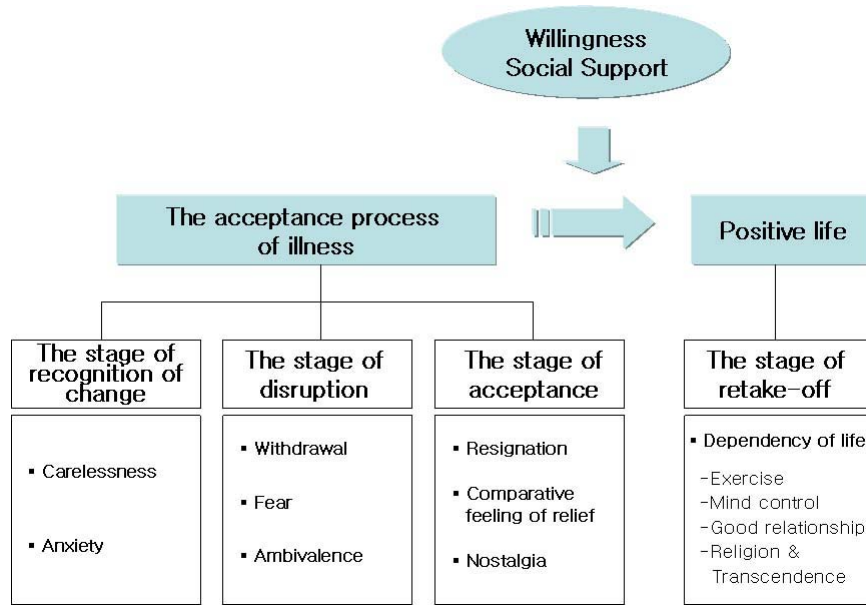 Willingness
Social Support
The acceptance process
of illness
Positive life
The stage of
recognition of
change
▪ Carelessness
▪ Anxiety
The stage of
disruption
▪ Withdrawal
▪ Fear
▪ Ambivalence
The stage of
acceptance
▪ Resignation
▪ Comparative
feeling of relief
▪ Nostalgia
The stage of
retake-off
▪ Dependency of life
-Exercise
-Mind control
-Good relationship
-Religion &
Transcendence